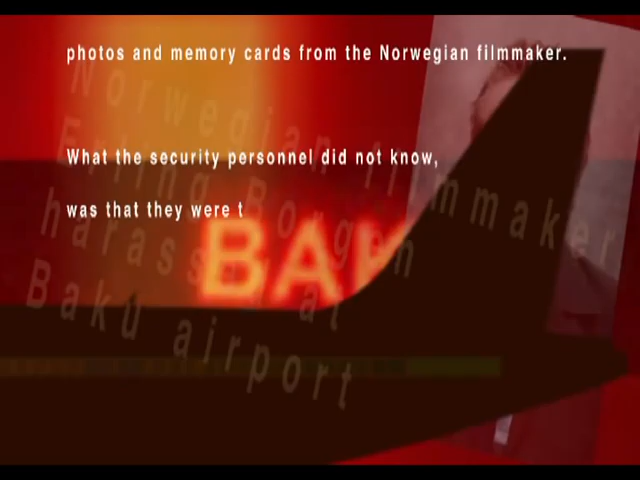 photos and memory cards from the Norwegian filmmaker.
What the security personnel did not know,
was that they were t
BAK
Norwegian filmmaker
Erling Borgen
harassed at
Baku airport